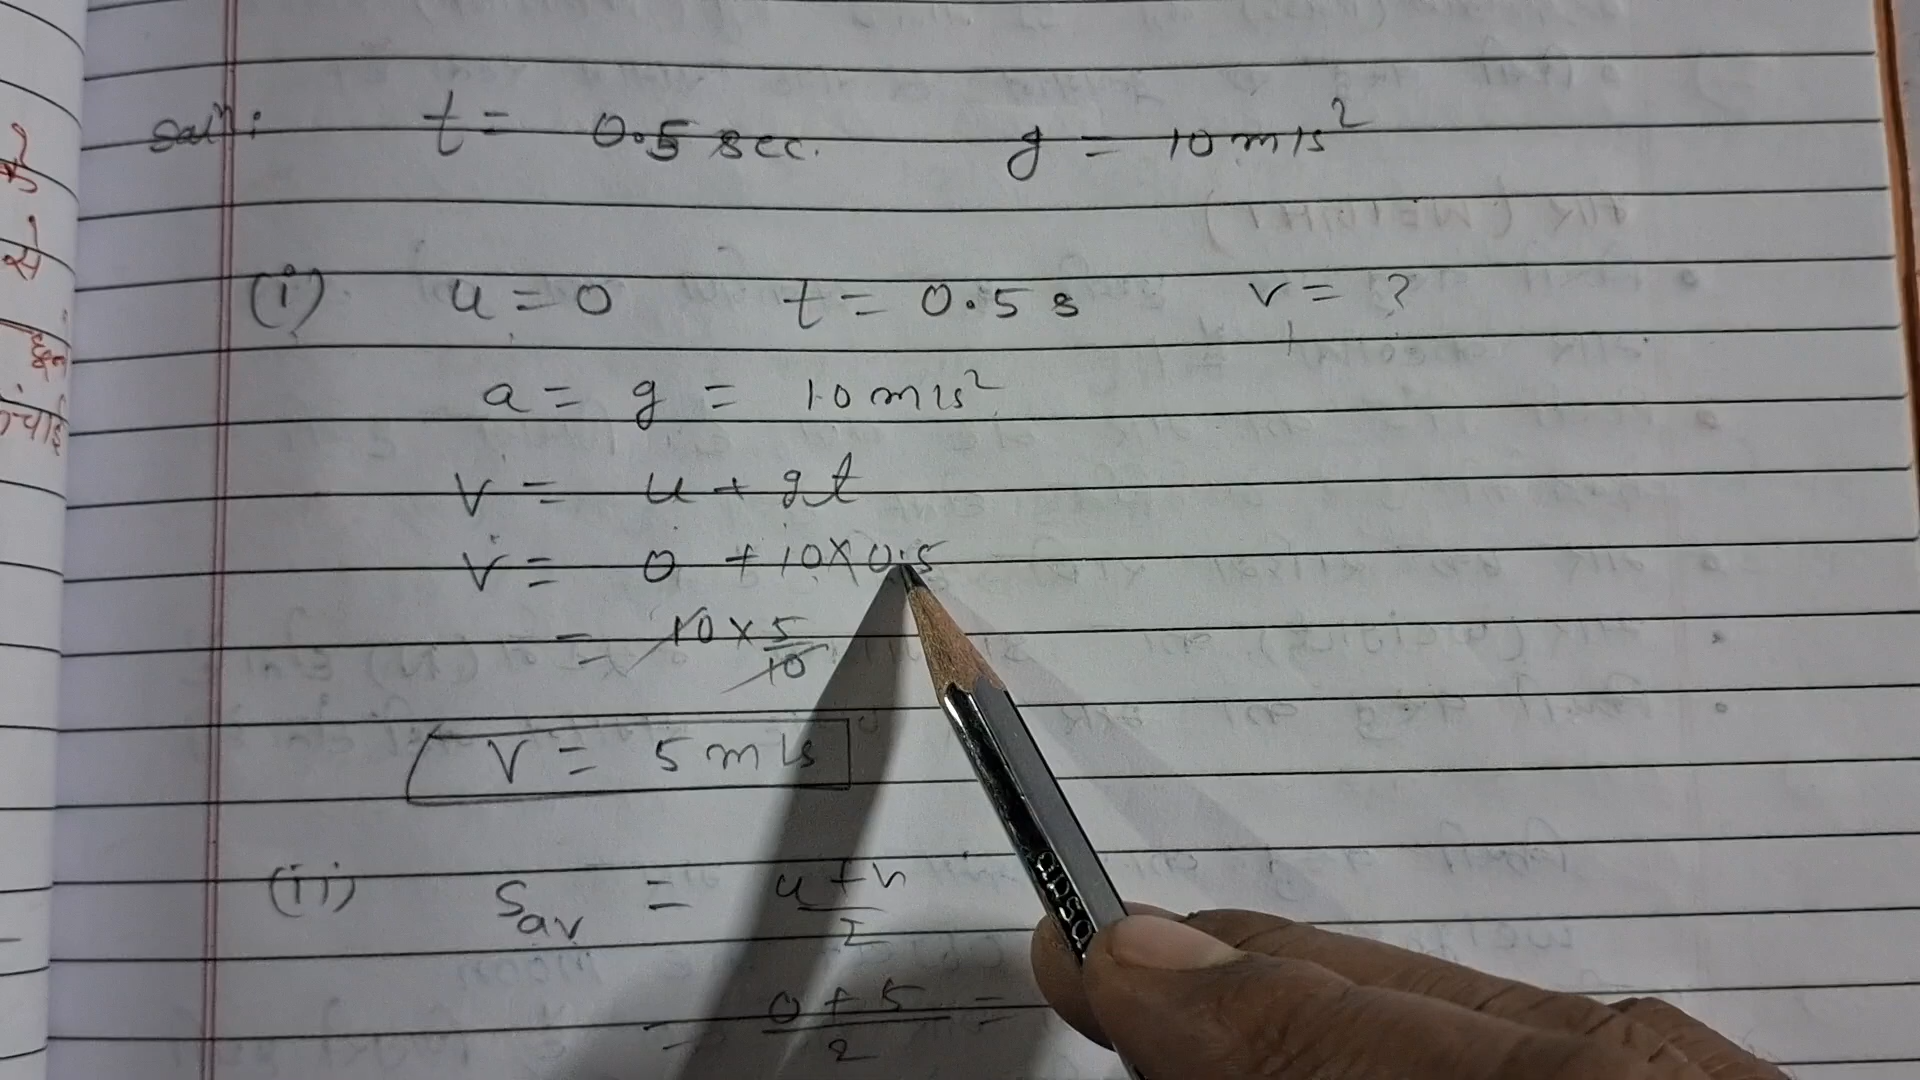 Solⁿ: t = 0.5 sec. g = 10 m/s²
(i) u = 0 t = 0.5 s v = ?
a = g = 10 m/s²
v = u + gt
v = 0 + 10 × 0.5
= 10 × 5/10
V = 5 m/s
(ii) Sav = u + v / 2
= 0 + 5 / 2 =
apsara
से